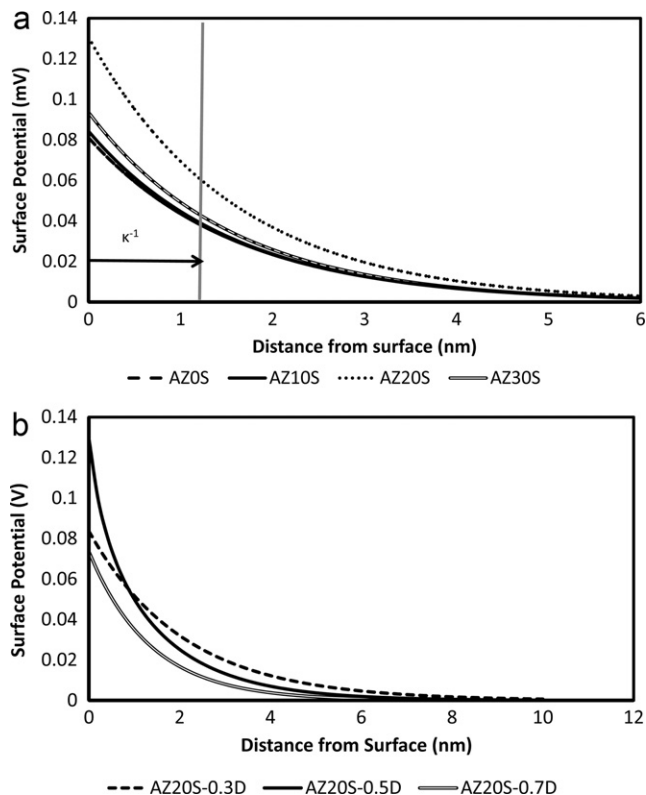 a
0.14
0.12
0.1
0.08
0.06
0.04
0.02
0
Surface Potential (mV)
κ-1
0 1 2 3 4 5 6
Distance from surface (nm)
AZ0S AZ10S AZ20S AZ30S
b
0.14
0.12
0.1
0.08
0.06
0.04
0.02
0
Surface Potential (V)
0 2 4 6 8 10 12
Distance from Surface (nm)
AZ20S-0.3D AZ20S-0.5D AZ20S-0.7D